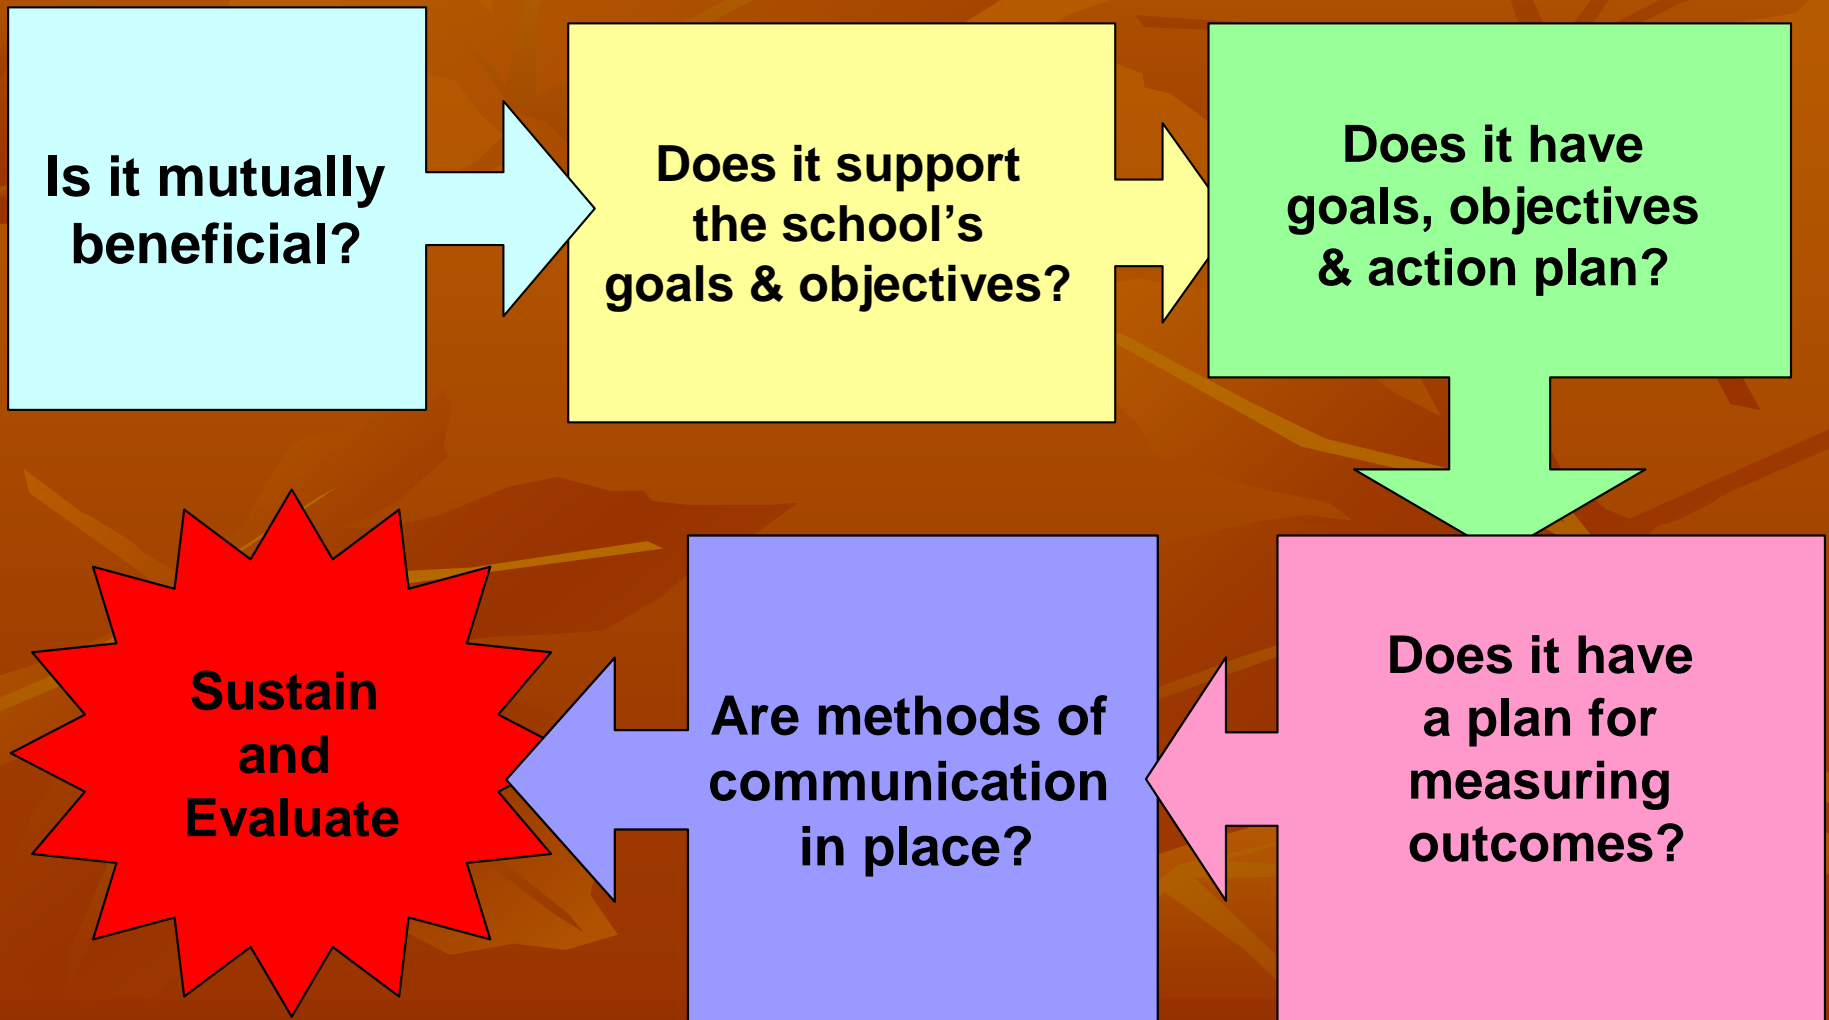 Is it mutually
beneficial?
Does it support
the school’s
goals & objectives?
Does it have
goals, objectives
& action plan?
Does it have
a plan for
measuring
outcomes?
Are methods of
communication
in place?
Sustain
and
Evaluate